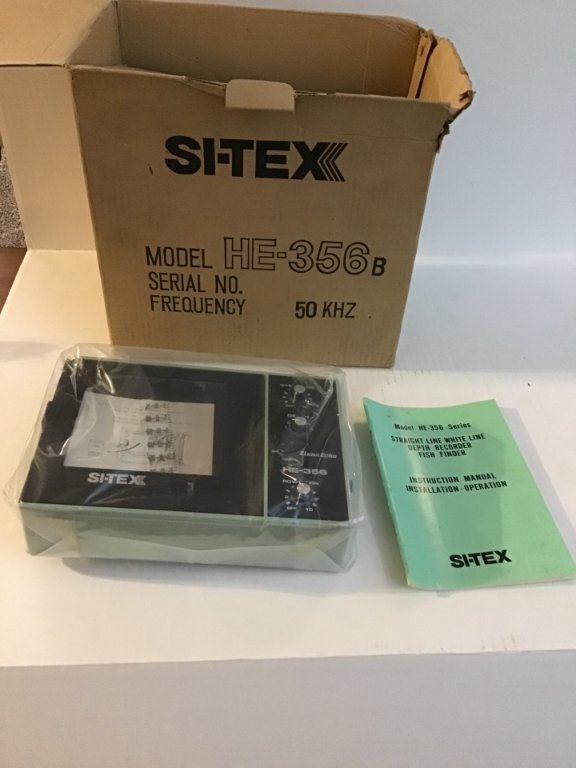 SI-TEX
MODEL HE-356 B
SERIAL NO.
FREQUENCY 50 KHZ
SI-TEX
HE-356
Model HE-356 Series
STRAIGHT LINE WHITE LINE
DEPTH RECORDER
FISH FINDER
INSTRUCTION MANUAL
INSTALLATION·OPERATION
SI-TEX